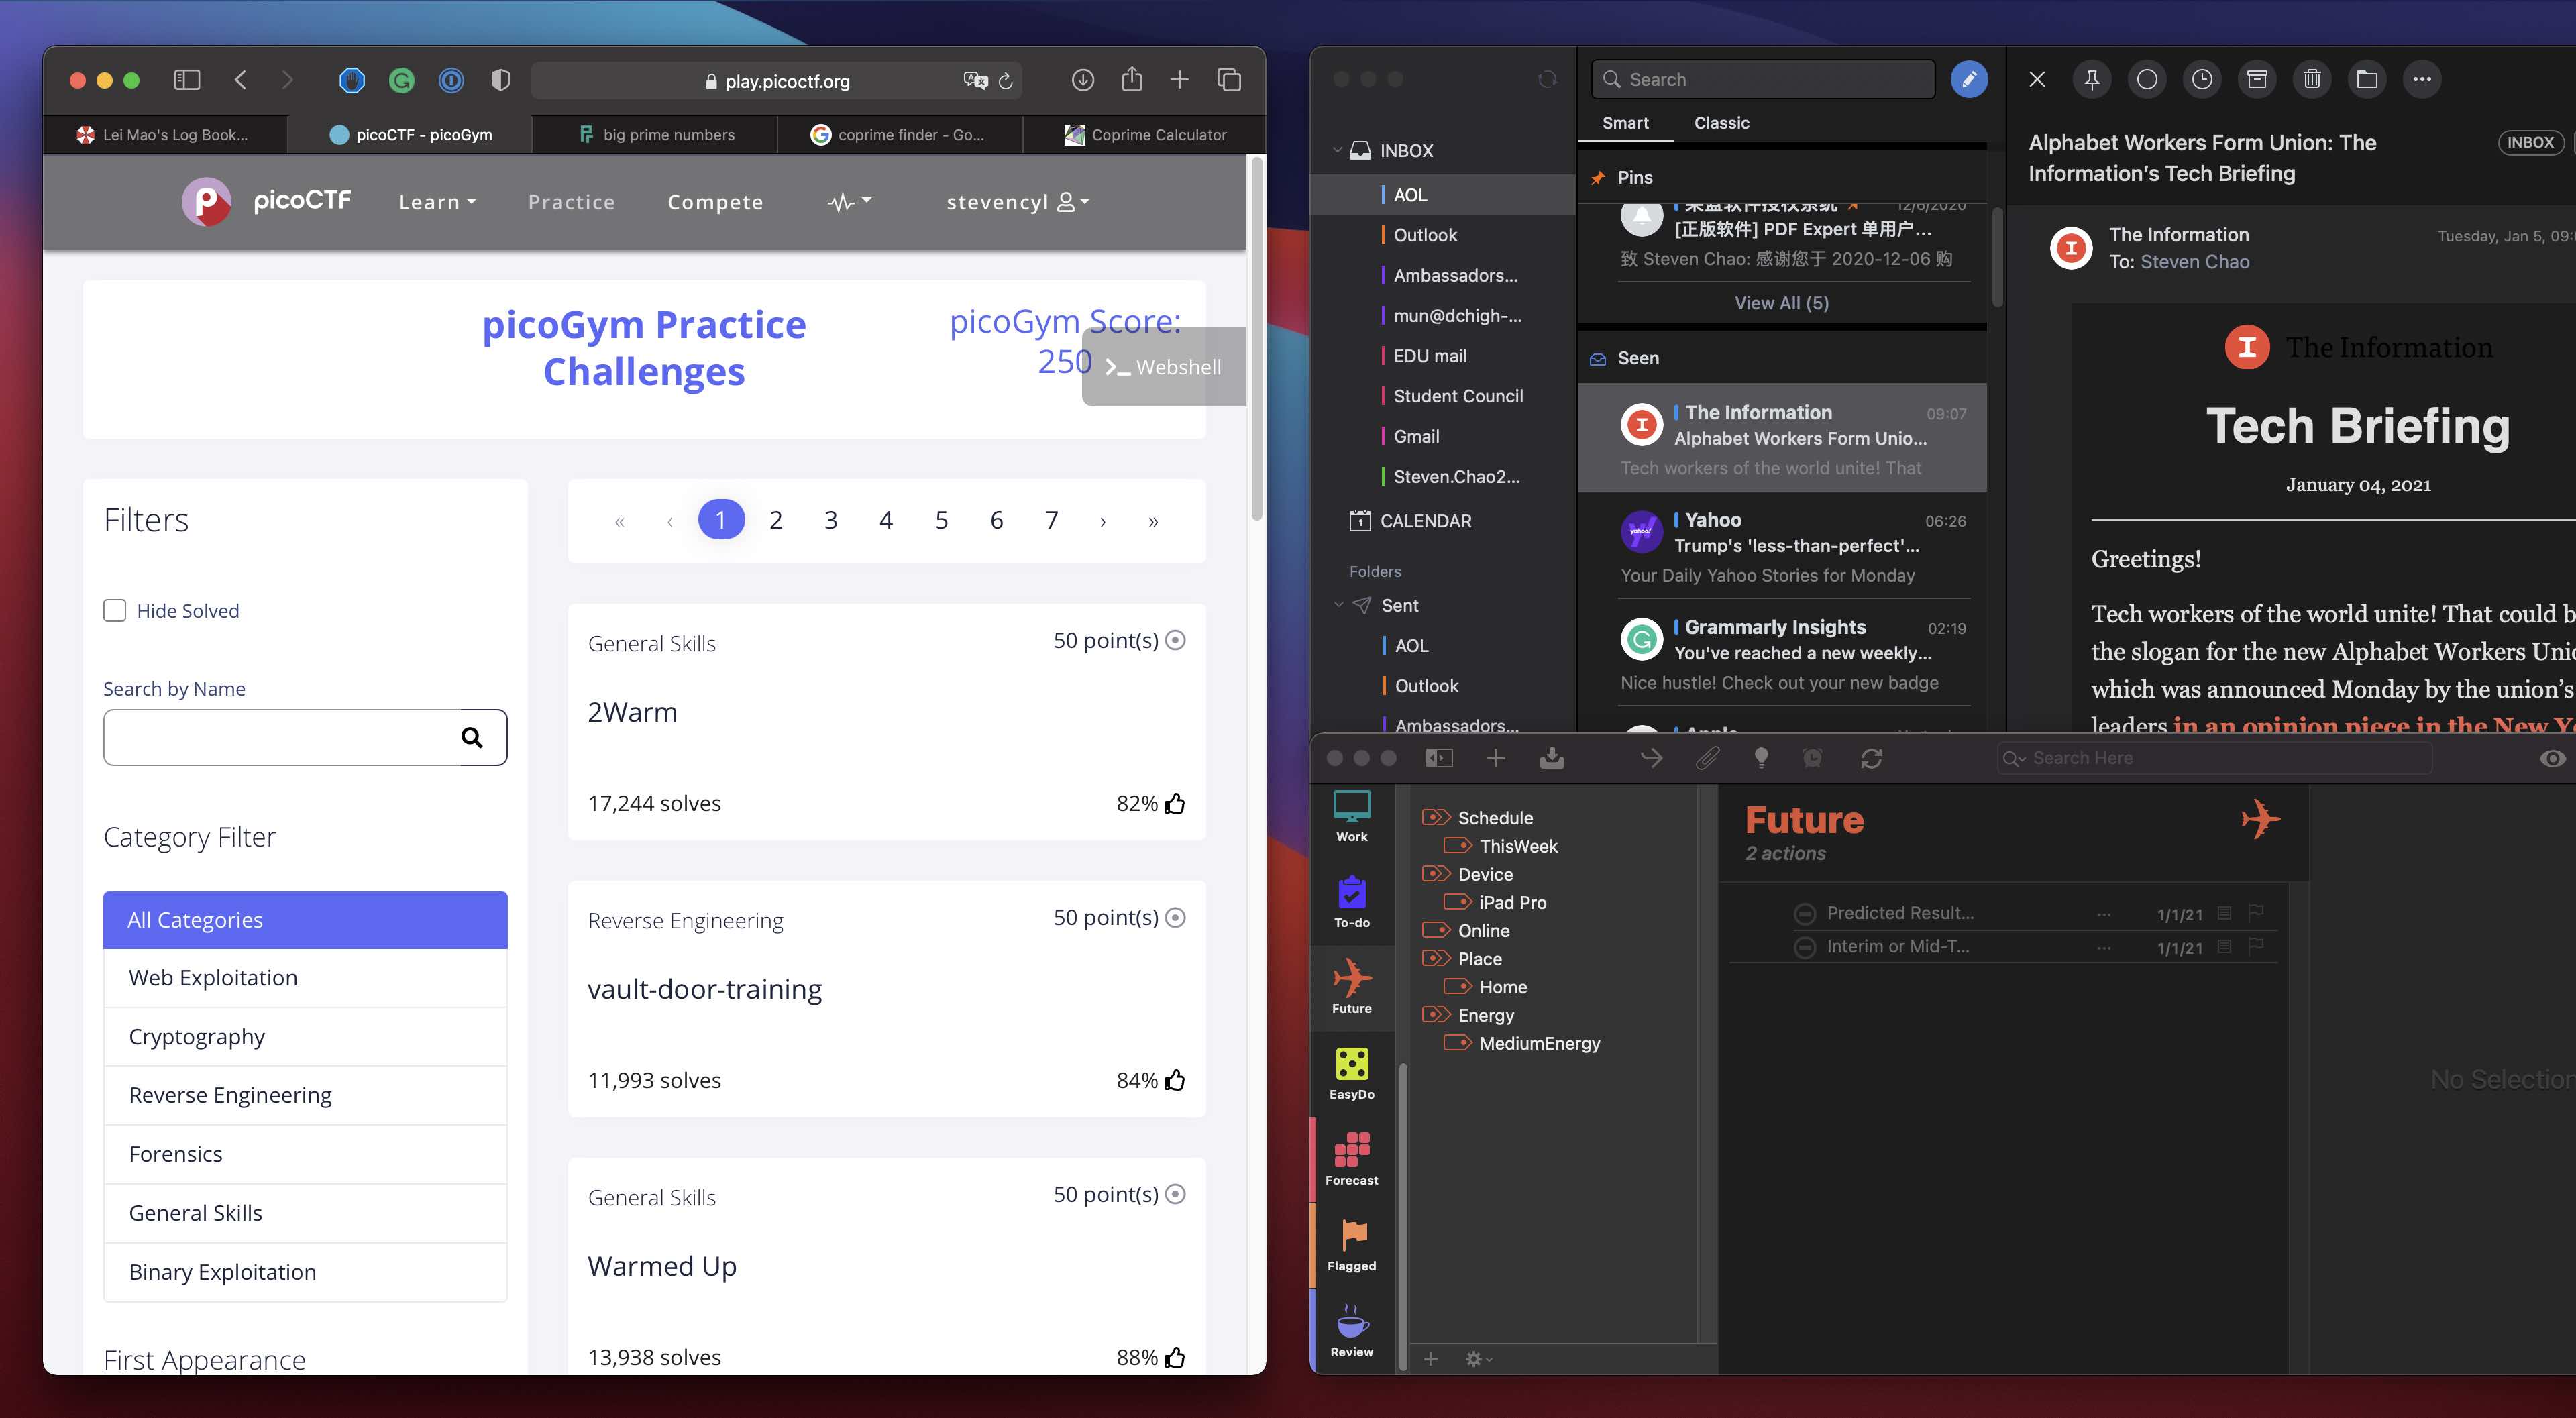 play.picoctf.org
Lei Mao's Log Book...
picoCTF - picoGym
big prime numbers
coprime finder - Go...
Coprime Calculator
picoCTF
Learn
Practice
Compete
stevencyl
picoGym Practice
Challenges
picoGym Score:
250
Webshell
Filters
Hide Solved
Search by Name
Category Filter
All Categories
Web Exploitation
Cryptography
Reverse Engineering
Forensics
General Skills
Binary Exploitation
First Appearance
« ‹ 1 2 3 4 5 6 7 › »
General Skills
50 point(s)
2Warm
17,244 solves
82%
Reverse Engineering
50 point(s)
vault-door-training
11,993 solves
84%
General Skills
50 point(s)
Warmed Up
13,938 solves
88%
INBOX
AOL
Outlook
Ambassadors...
mun@dchigh-...
EDU mail
Student Council
Gmail
Steven.Chao2...
CALENDAR
Folders
Sent
AOL
Outlook
Ambassadors...
Search
Smart
Classic
Pins
12/6/2020
[正版软件] PDF Expert 单用户...
致 Steven Chao: 感谢您于 2020-12-06 购
View All (5)
Seen
The Information
09:07
Alphabet Workers Form Unio...
Tech workers of the world unite! That
Yahoo
06:26
Trump's 'less-than-perfect'...
Your Daily Yahoo Stories for Monday
Grammarly Insights
02:19
You've reached a new weekly...
Nice hustle! Check out your new badge
Alphabet Workers Form Union: The
Information's Tech Briefing
INBOX
The Information
Tuesday, Jan 5, 09:
To: Steven Chao
The Information
Tech Briefing
January 04, 2021
Greetings!
Tech workers of the world unite! That could b
the slogan for the new Alphabet Workers Unio
which was announced Monday by the union's
leaders in an opinion piece in the New Yo
Search Here
Work
To-do
Future
EasyDo
Forecast
Flagged
Review
Schedule
ThisWeek
Device
iPad Pro
Online
Place
Home
Energy
MediumEnergy
Future
2 actions
Predicted Result...
1/1/21
Interim or Mid-T...
1/1/21
No Selection